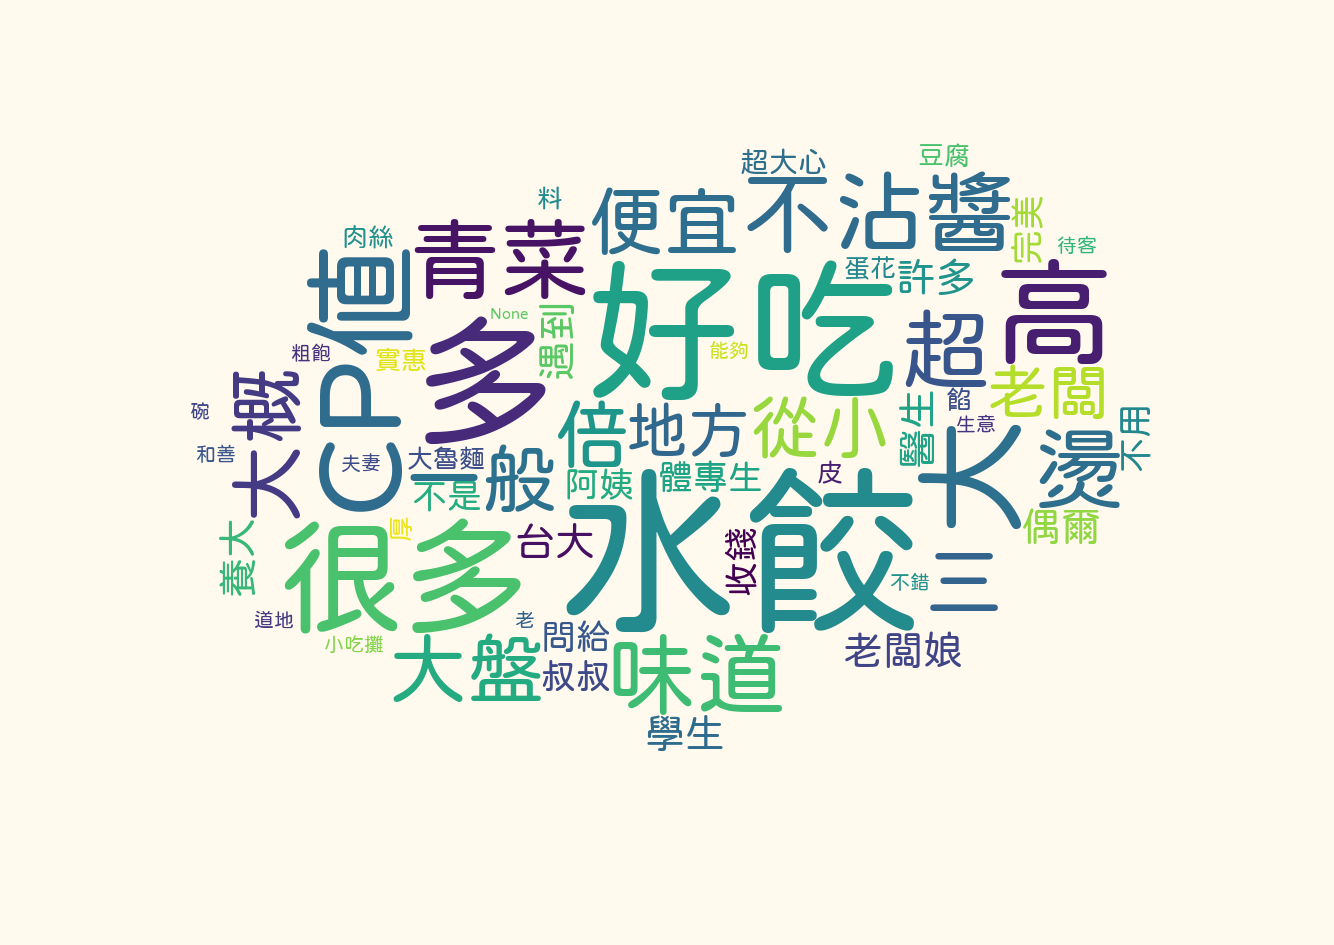 超大心
豆腐
料
便宜
不沾醬
完美
待客
肉絲
青菜
蛋花
許多
高
CP值
None
遇到
好吃
超
粗飽
實惠
多
能夠
老闆
大概
碗
倍
地方
從小
醫生
餡
生意
不用
和善
夫妻
大魯麵
一般
阿姨
體專生
皮
大
燙
不是
水餃
偶爾
養大
很多
厚
台大
收錢
不錯
三
道地
小吃攤
老
問給
大盤
叔叔
味道
老闆娘
學生